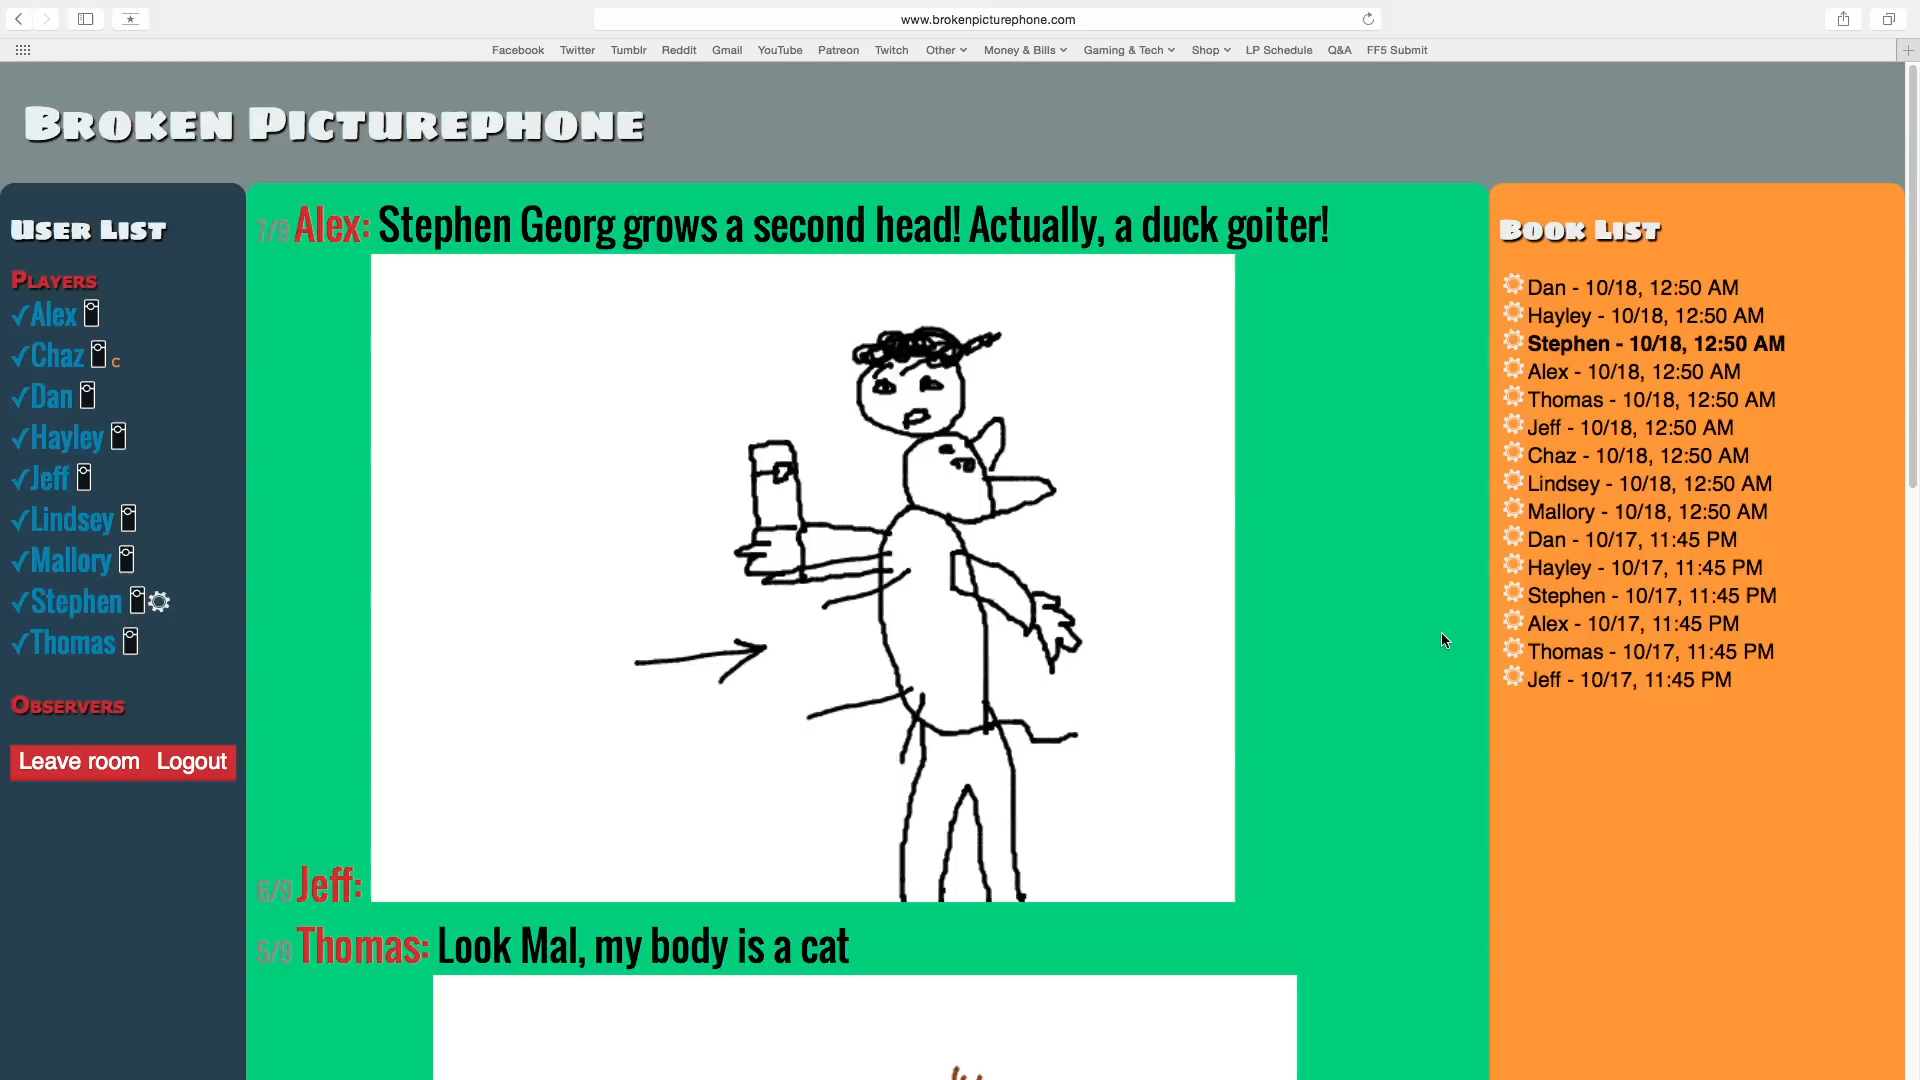 www.brokenpicturephone.com
Facebook Twitter Tumblr Reddit Gmail YouTube Patreon Twitch Other Money & Bills Gaming & Tech Shop LP Schedule Q&A FF5 Submit
Broken Picturephone
User List
Players
✓Alex
✓Chaz c
✓Dan
✓Hayley
✓Jeff
✓Lindsey
✓Mallory
✓Stephen
✓Thomas
Observers
Leave room Logout
7/9 Alex: Stephen Georg grows a second head! Actually, a duck goiter!
6/9 Jeff:
5/9 Thomas: Look Mal, my body is a cat
Book List
Dan - 10/18, 12:50 AM
Hayley - 10/18, 12:50 AM
Stephen - 10/18, 12:50 AM
Alex - 10/18, 12:50 AM
Thomas - 10/18, 12:50 AM
Jeff - 10/18, 12:50 AM
Chaz - 10/18, 12:50 AM
Lindsey - 10/18, 12:50 AM
Mallory - 10/18, 12:50 AM
Dan - 10/17, 11:45 PM
Hayley - 10/17, 11:45 PM
Stephen - 10/17, 11:45 PM
Alex - 10/17, 11:45 PM
Thomas - 10/17, 11:45 PM
Jeff - 10/17, 11:45 PM